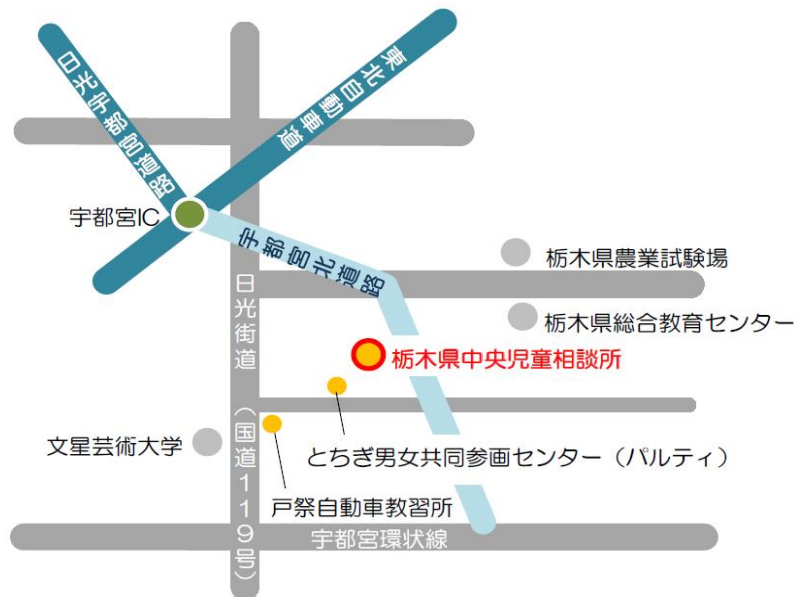 日光宇都宮道路
東北自動車道
宇都宮IC
宇都宮北道路
栃木県農業試験場
日光街道（国道119号）
栃木県総合教育センター
栃木県中央児童相談所
文星芸術大学
とちぎ男女共同参画センター（パルティ）
戸祭自動車教習所
宇都宮環状線